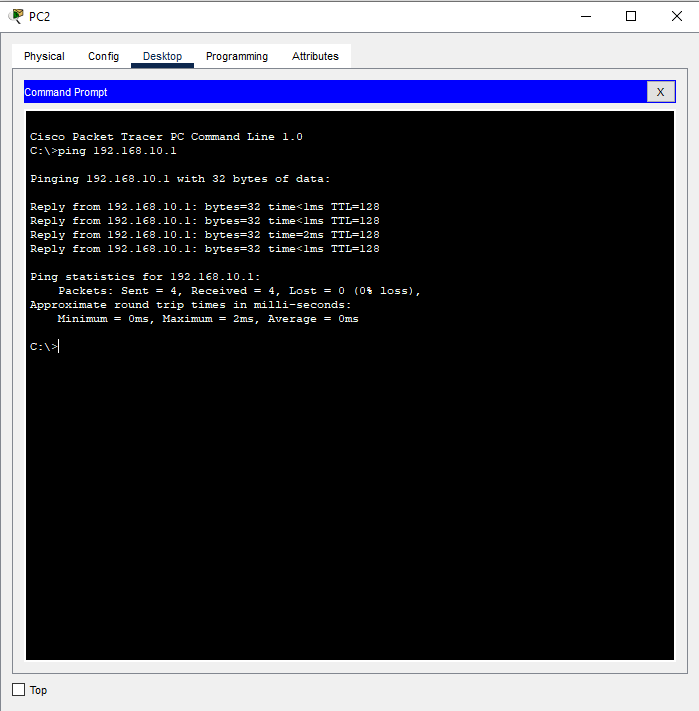 PC2
Physical Config Desktop Programming Attributes
Command Prompt X
Cisco Packet Tracer PC Command Line 1.0
C:\>ping 192.168.10.1
Pinging 192.168.10.1 with 32 bytes of data:
Reply from 192.168.10.1: bytes=32 time<1ms TTL=128
Reply from 192.168.10.1: bytes=32 time<1ms TTL=128
Reply from 192.168.10.1: bytes=32 time=2ms TTL=128
Reply from 192.168.10.1: bytes=32 time<1ms TTL=128
Ping statistics for 192.168.10.1:
    Packets: Sent = 4, Received = 4, Lost = 0 (0% loss),
Approximate round trip times in milli-seconds:
    Minimum = 0ms, Maximum = 2ms, Average = 0ms
C:\>
Top